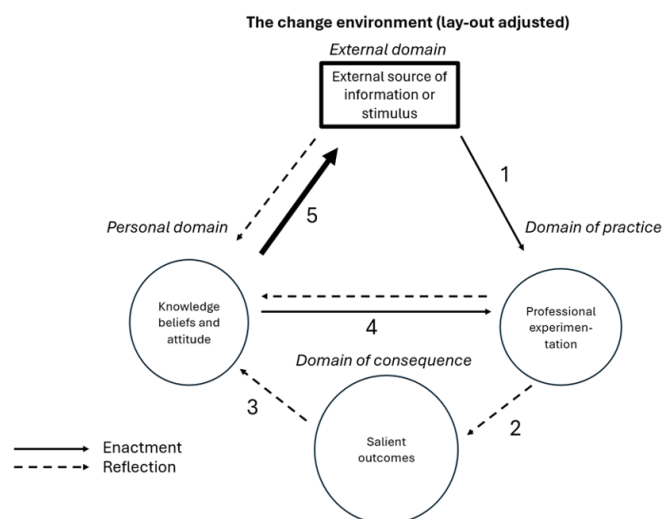 The change environment (lay-out adjusted)
External domain
External source of
information or
stimulus
1
5
Personal domain
Domain of practice
Knowledge
beliefs and
attitude
Professional
experimen-
tation
4
Domain of consequence
3
2
Salient
outcomes
Enactment
Reflection